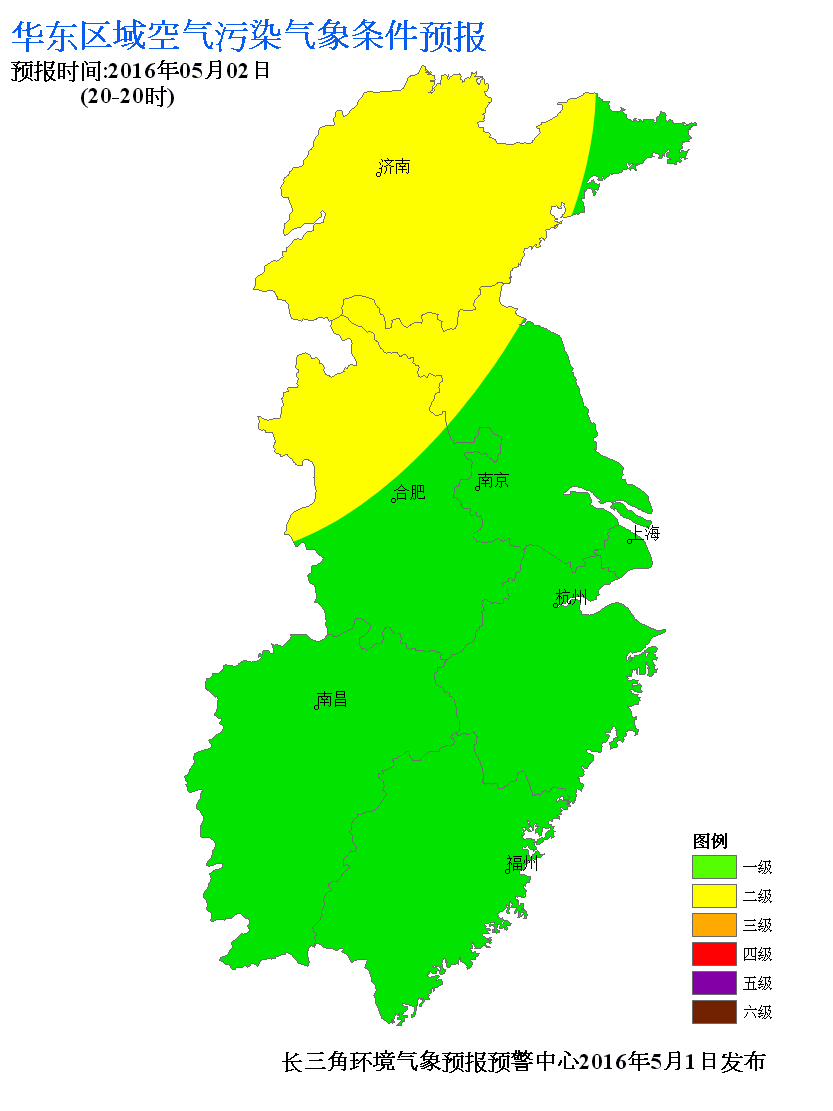 华东区域空气污染气象条件预报
预报时间:2016年05月02日
(20-20时)
济南
合肥
南京
上海
杭州
南昌
福州
图例
一级
二级
三级
四级
五级
六级
长三角环境气象预报预警中心2016年5月1日发布